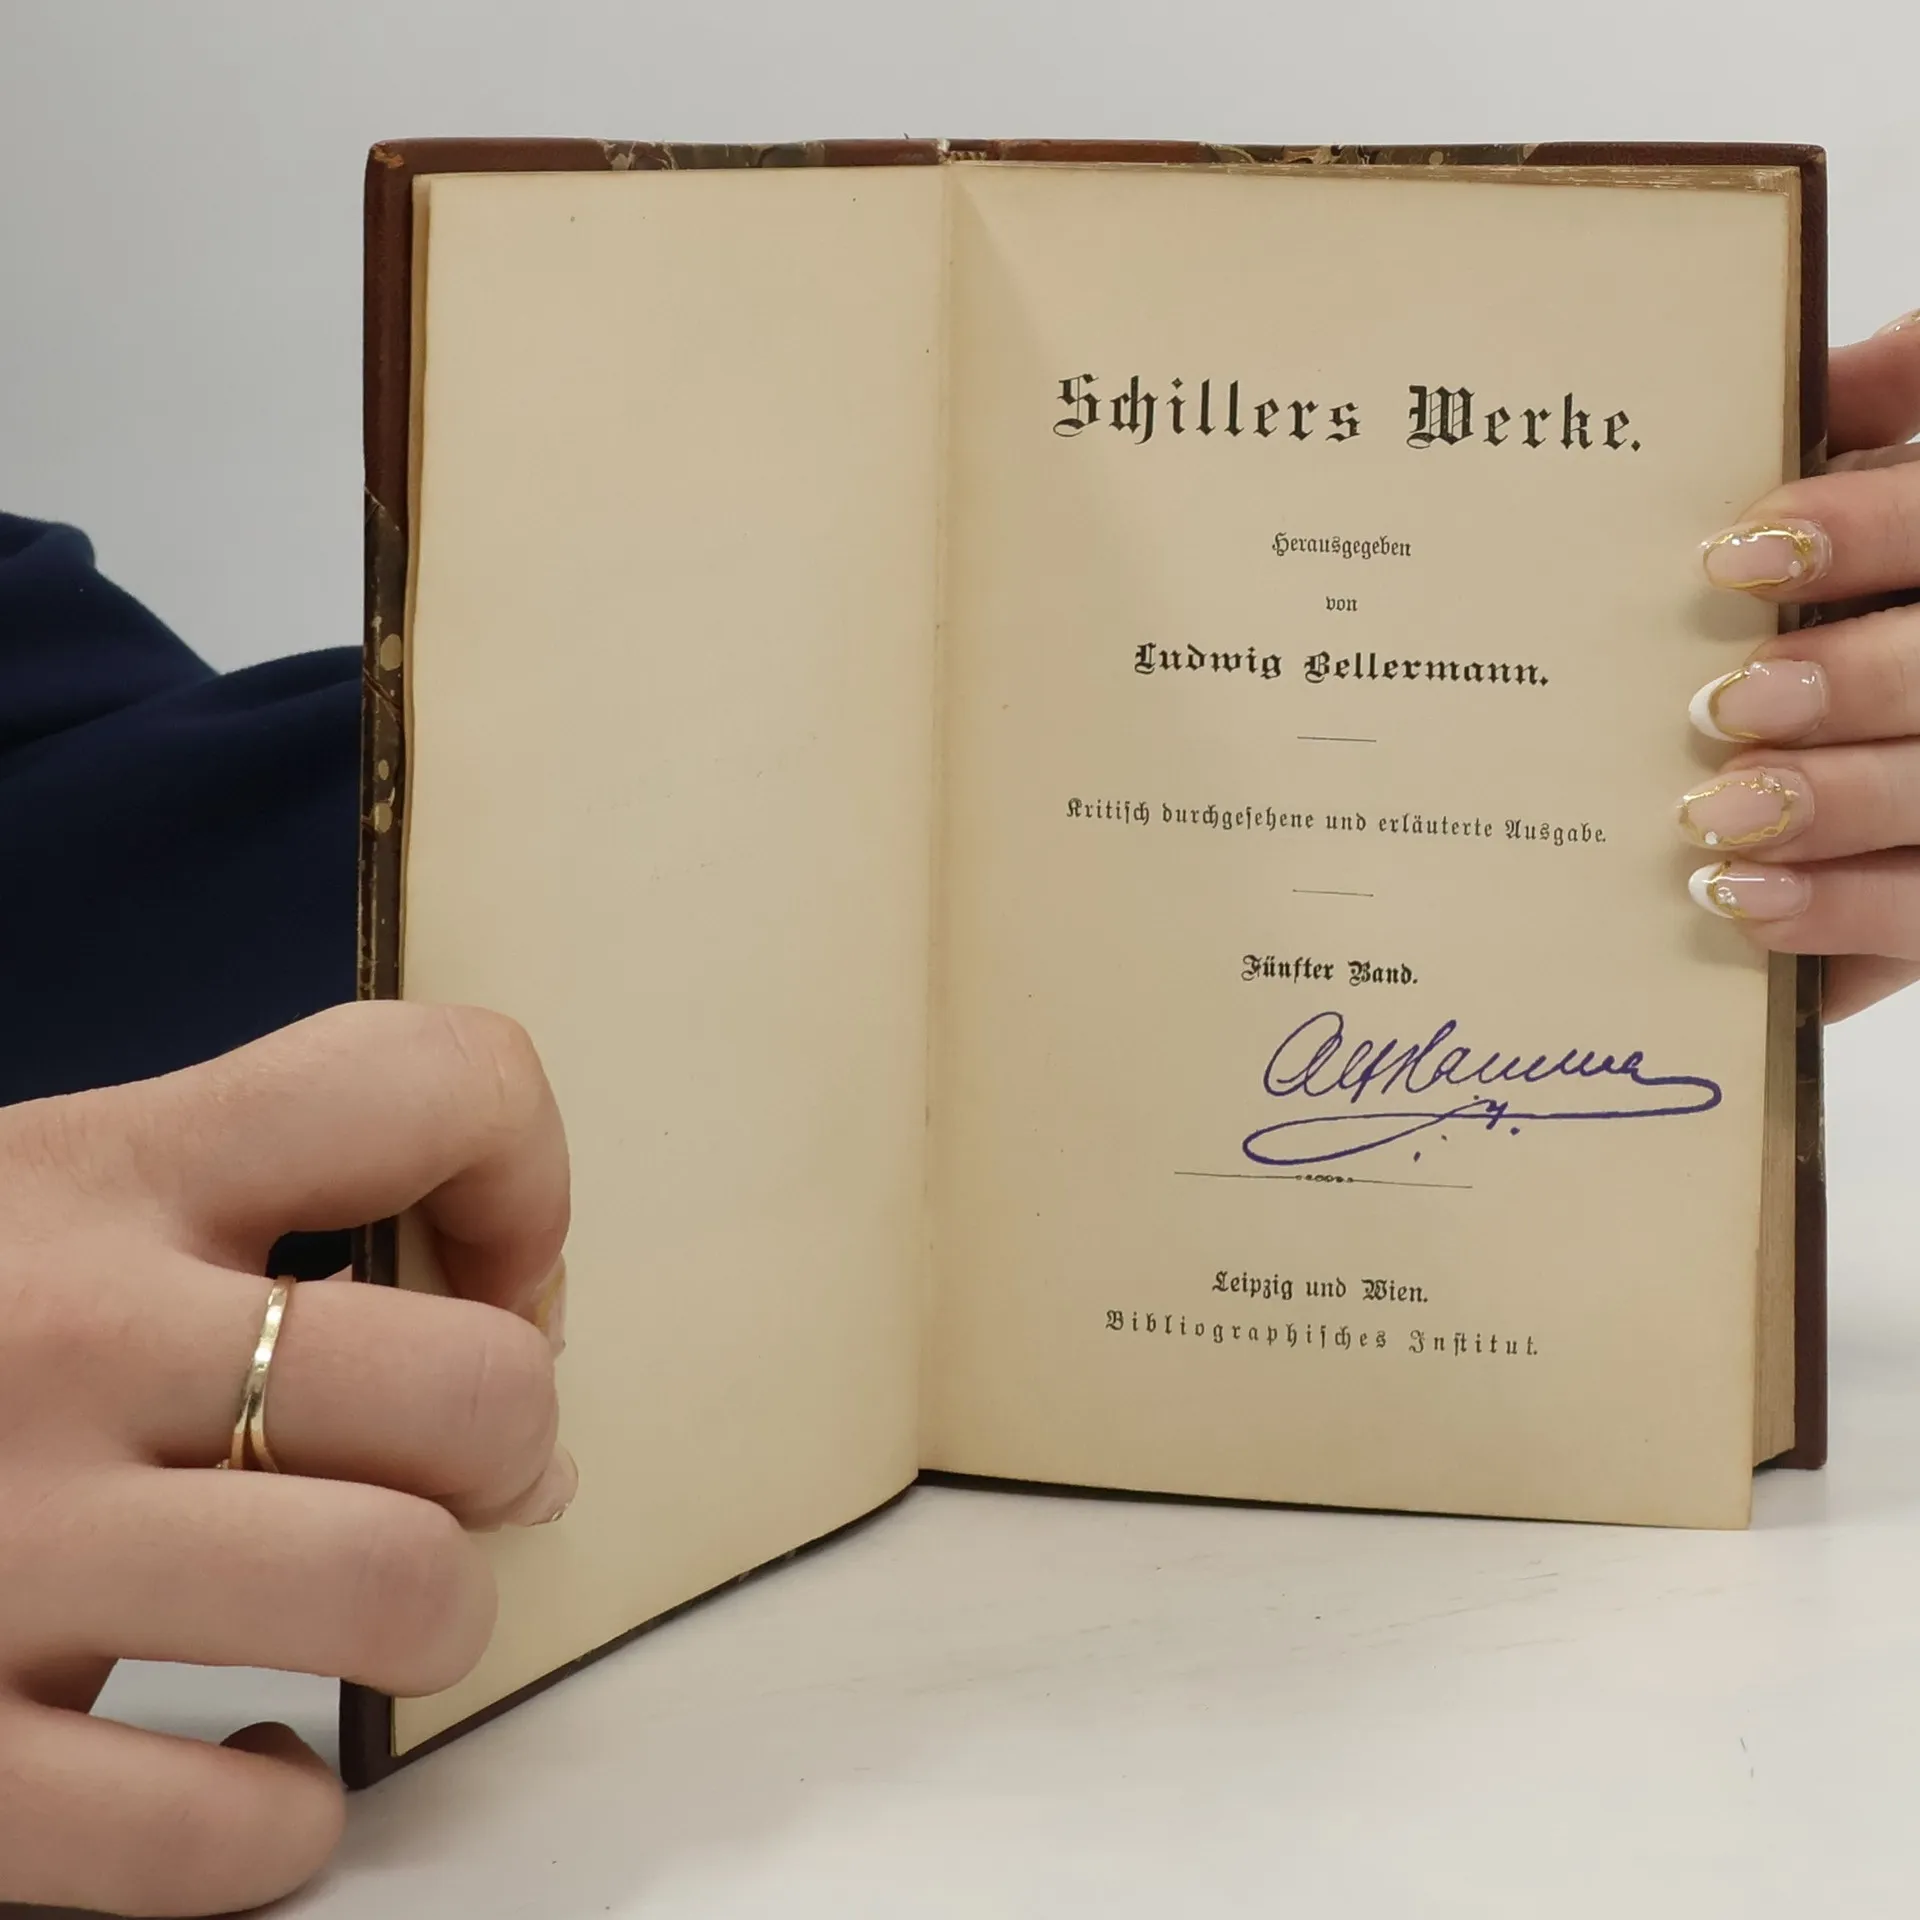 Schillers Werke.
Herausgegeben
von
Ludwig Bellermann.
Kritisch durchgesehene und erläuterte Ausgabe.
Fünfter Band.
Leipzig und Wien.
Bibliographisches Institut.